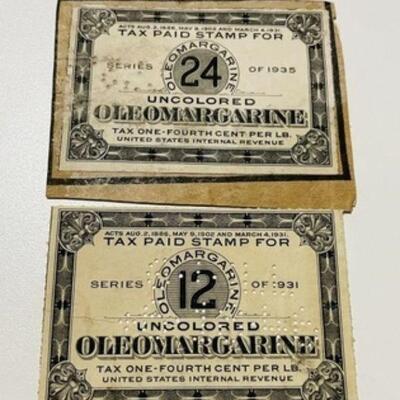 ACTS AUG. 2, 1886, MAY 9, 1902 AND MARCH 4, 1931.
TAX PAID STAMP FOR
OLEOMARGARINE
SERIES 24 OF 1935
UNCOLORED
OLEOMARGARINE
TAX ONE-FOURTH CENT PER LB.
UNITED STATES INTERNAL REVENUE
ACTS AUG. 2, 1886, MAY 9, 1902 AND MARCH 4, 1931.
TAX PAID STAMP FOR
OLEOMARGARINE
SERIES 12 OF 1931
UNCOLORED
OLEOMARGARINE
TAX ONE-FOURTH CENT PER LB.
UNITED STATES INTERNAL REVENUE